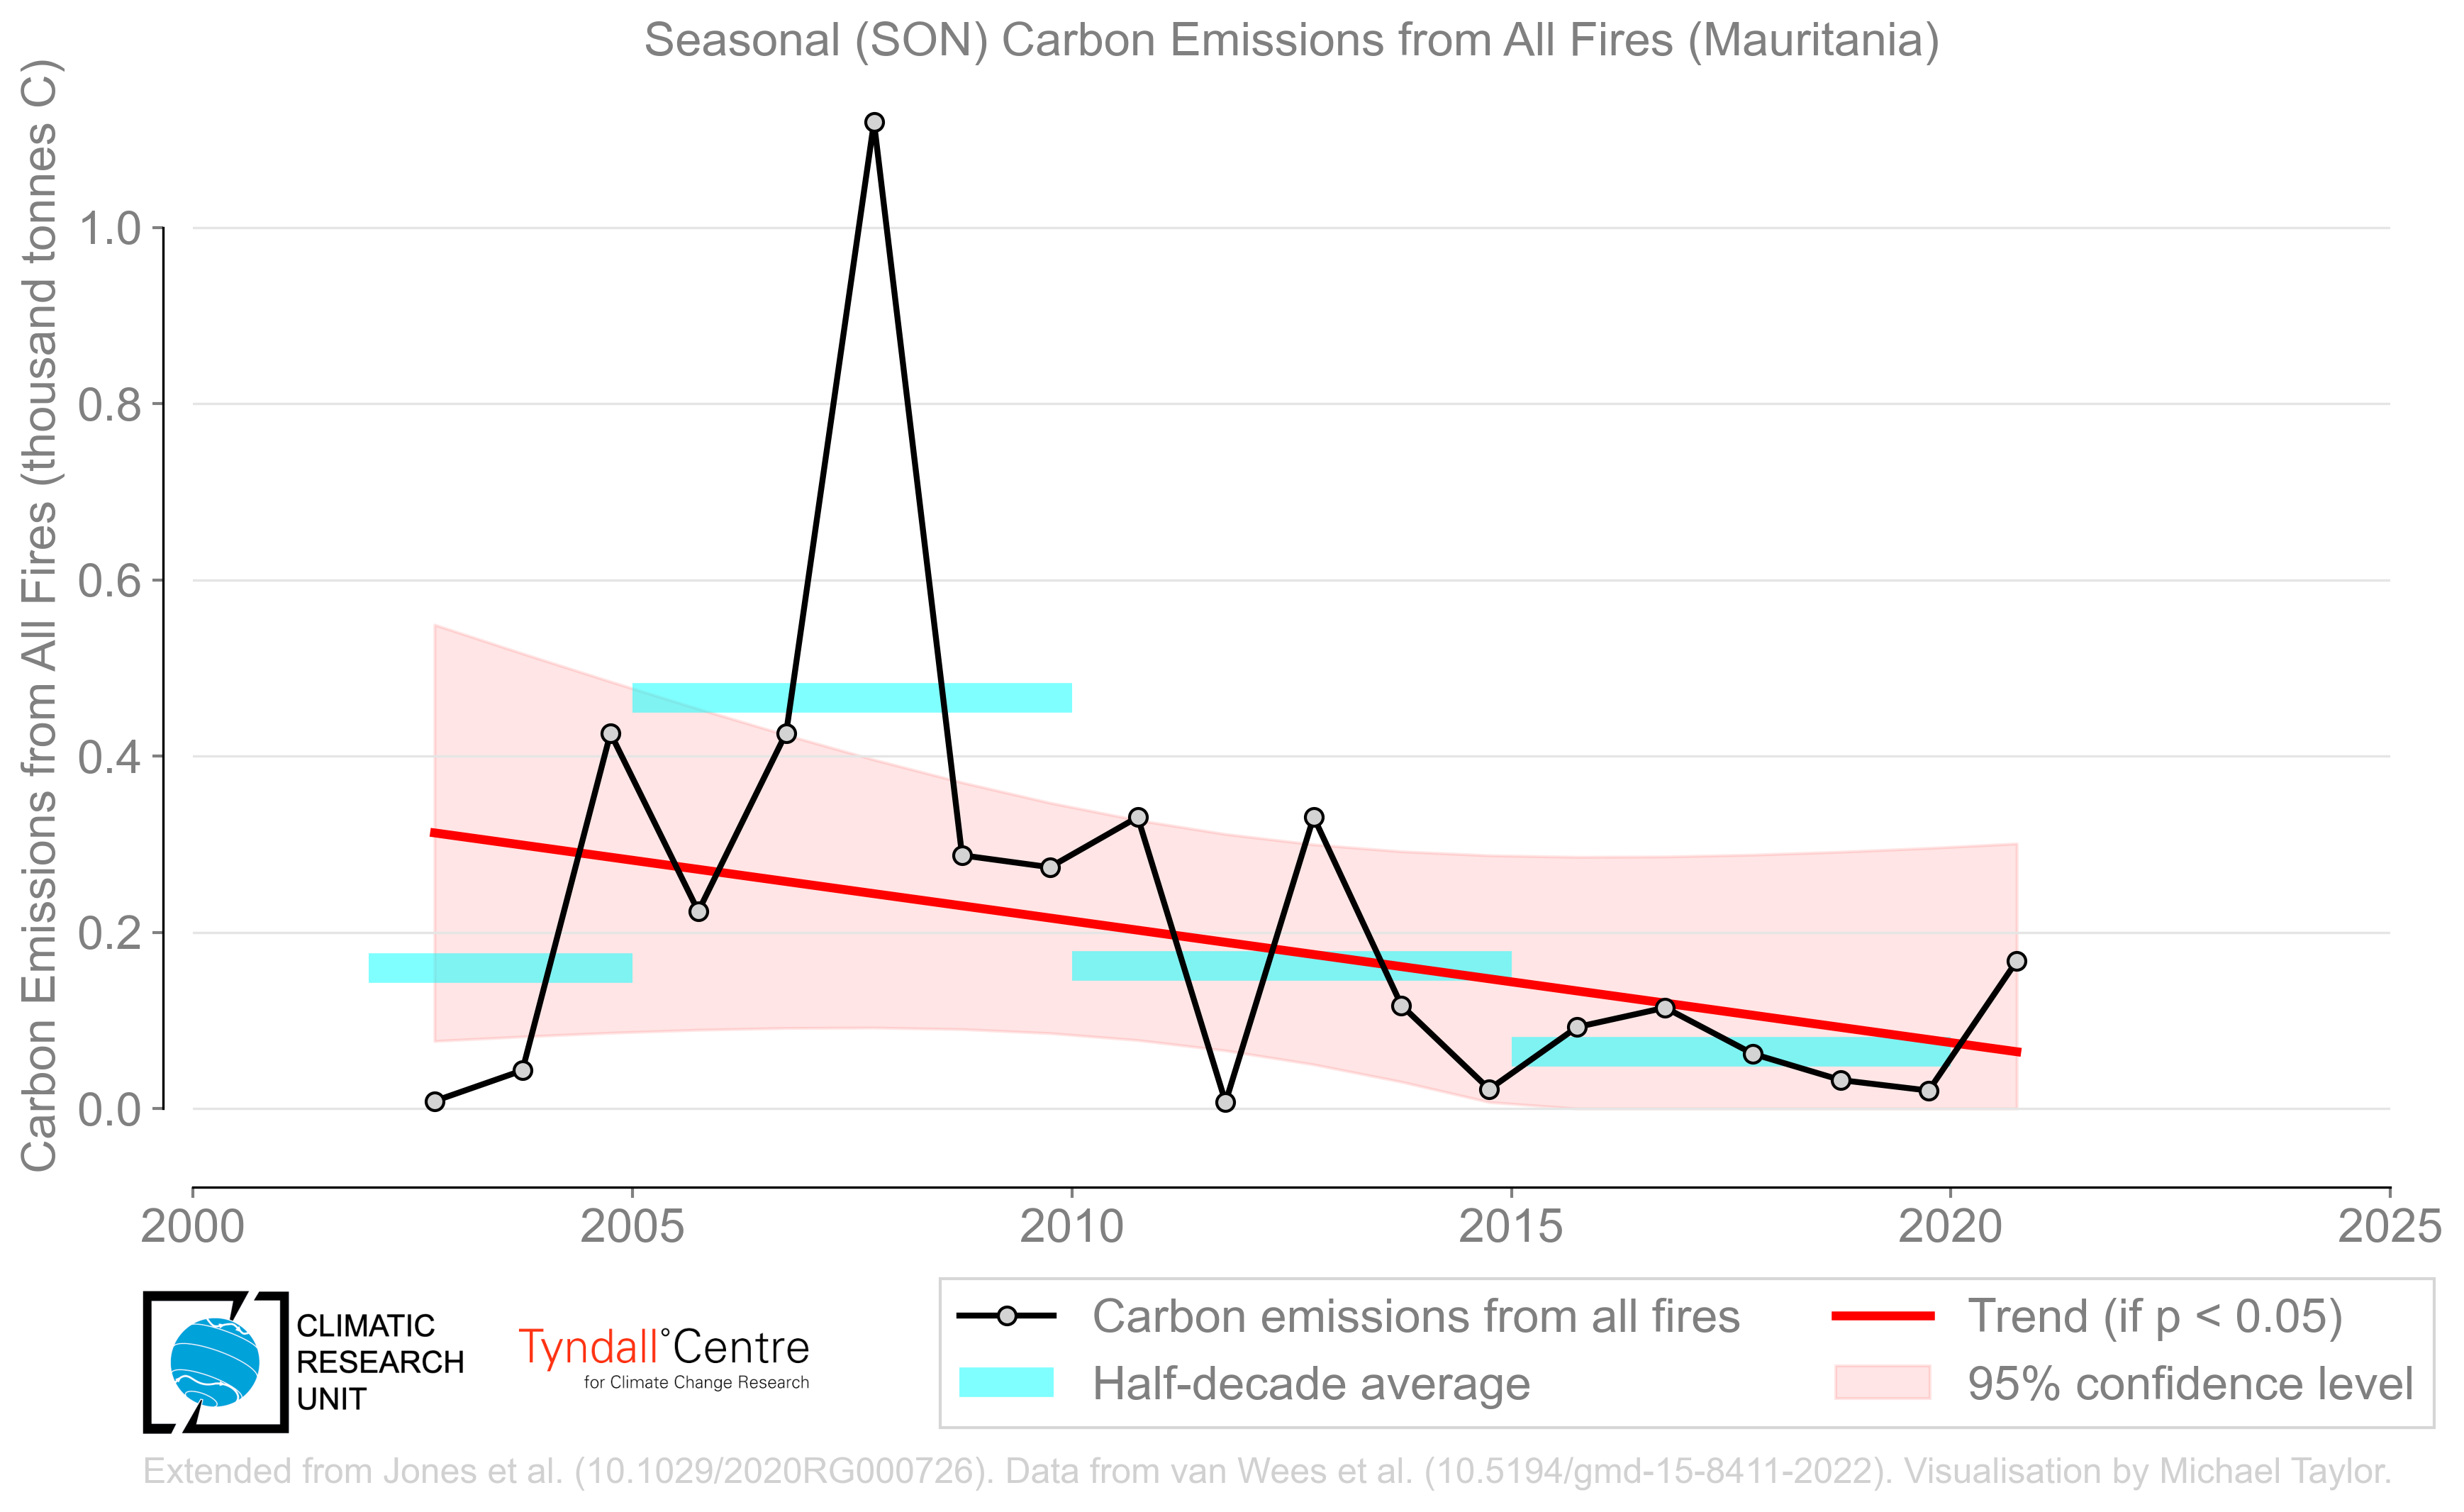 Seasonal (SON) Carbon Emissions from All Fires (Mauritania)
Carbon Emissions from All Fires (thousand tonnes C)
1.0
0.8
0.6
0.4
0.2
0.0
2000
2005
2010
2015
2020
2025
CLIMATIC
RESEARCH
UNIT
Tyndall°Centre
for Climate Change Research
Carbon emissions from all fires
Half-decade average
Trend (if p < 0.05)
95% confidence level
Extended from Jones et al. (10.1029/2020RG000726). Data from van Wees et al. (10.5194/gmd-15-8411-2022). Visualisation by Michael Taylor.